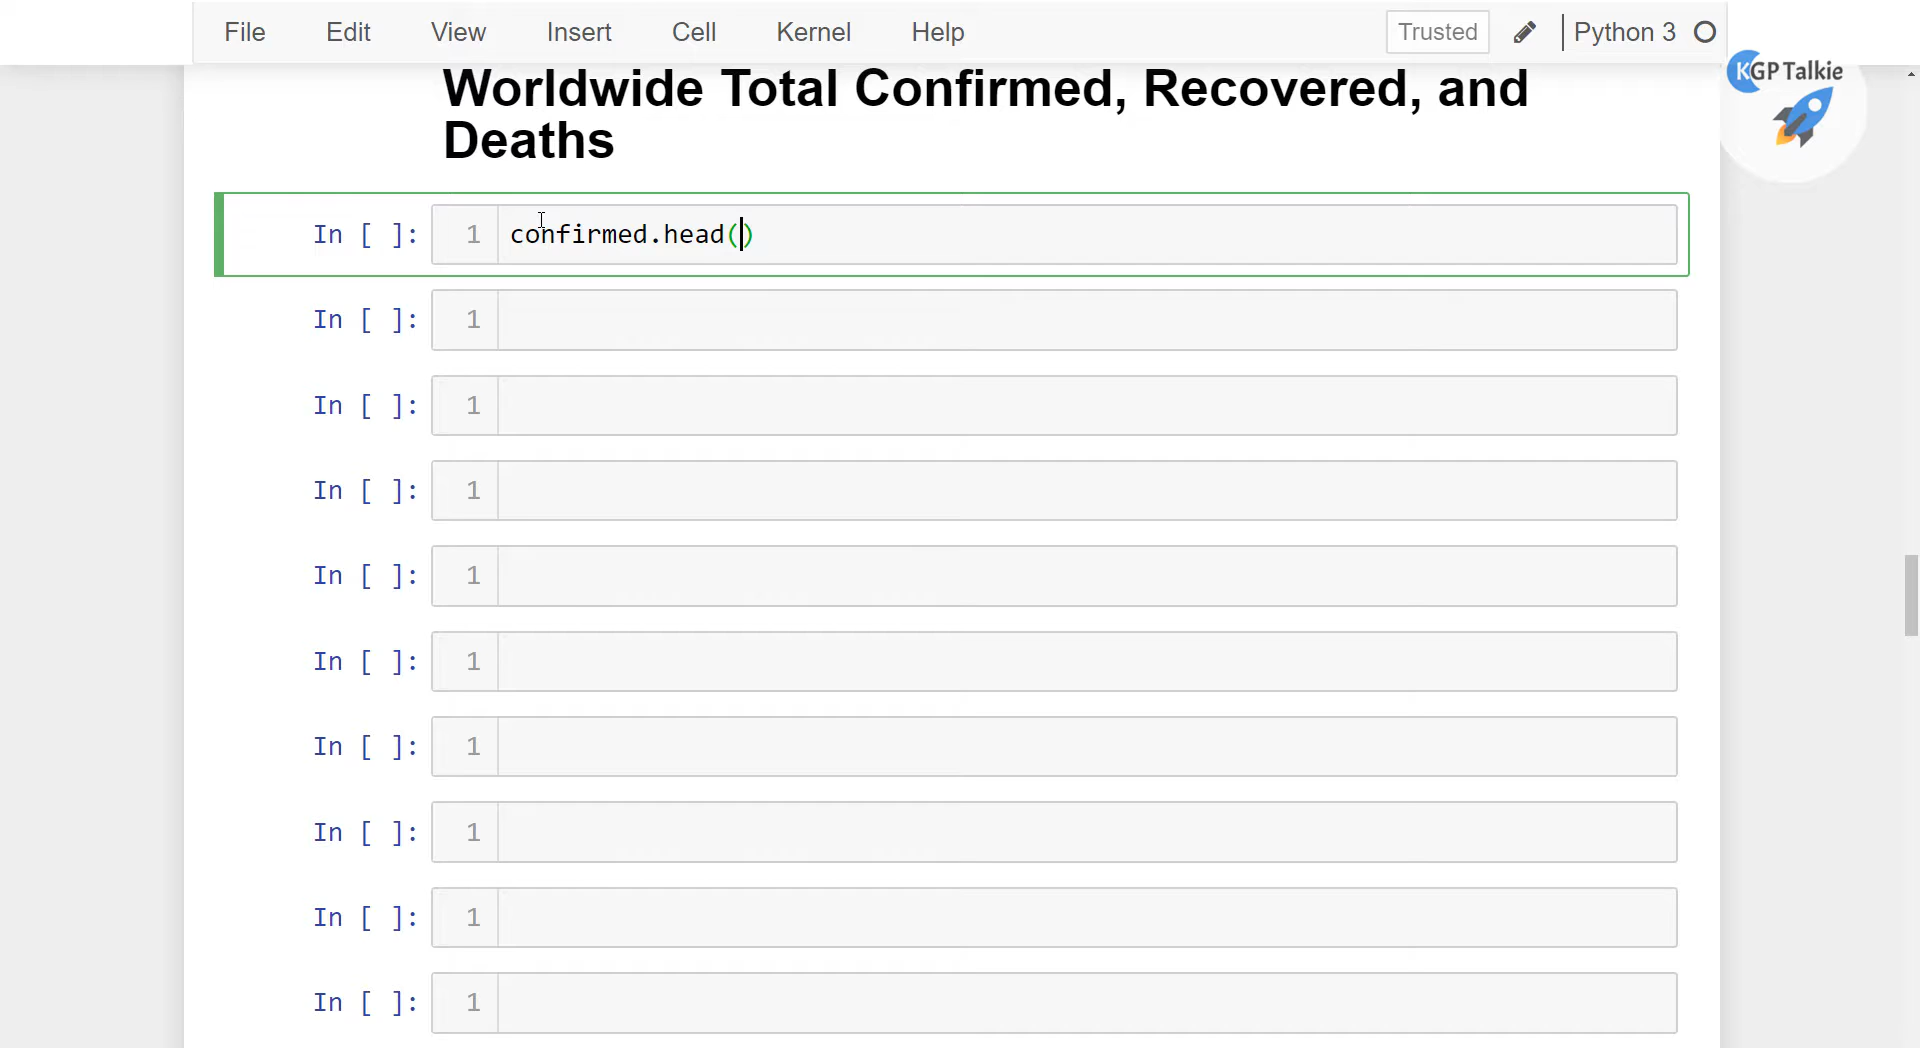 File Edit View Insert Cell Kernel Help Trusted Python 3
KGP Talkie
Worldwide Total Confirmed, Recovered, and
Deaths
In [ ]: 1 confirmed.head()
In [ ]: 1
In [ ]: 1
In [ ]: 1
In [ ]: 1
In [ ]: 1
In [ ]: 1
In [ ]: 1
In [ ]: 1
In [ ]: 1